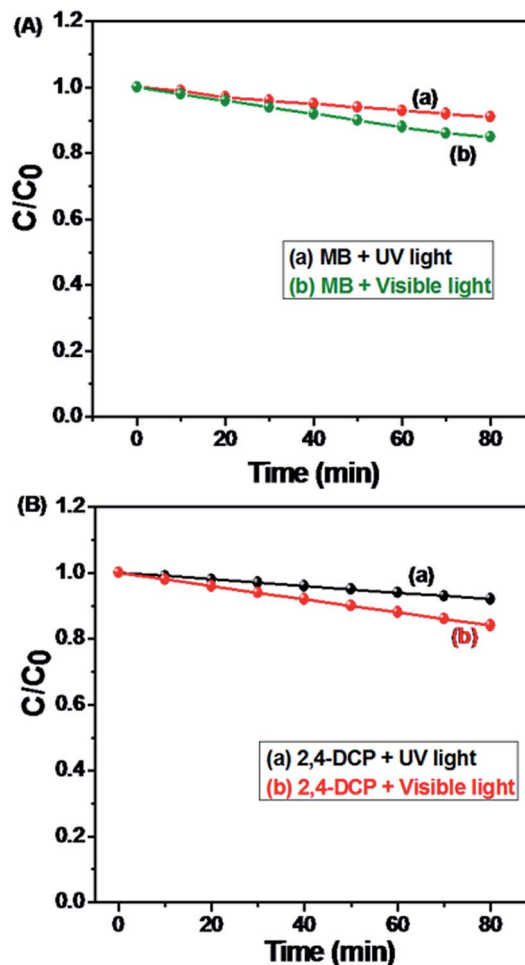 (A)
1.2
1.0
0.8
0.6
0.4
0.2
0.0
C/C0
(a)
(b)
(a) MB + UV light
(b) MB + Visible light
0 20 40 60 80
Time (min)
(B)
1.2
1.0
0.8
0.6
0.4
0.2
0.0
C/C0
(a)
(b)
(a) 2,4-DCP + UV light
(b) 2,4-DCP + Visible light
0 20 40 60 80
Time (min)